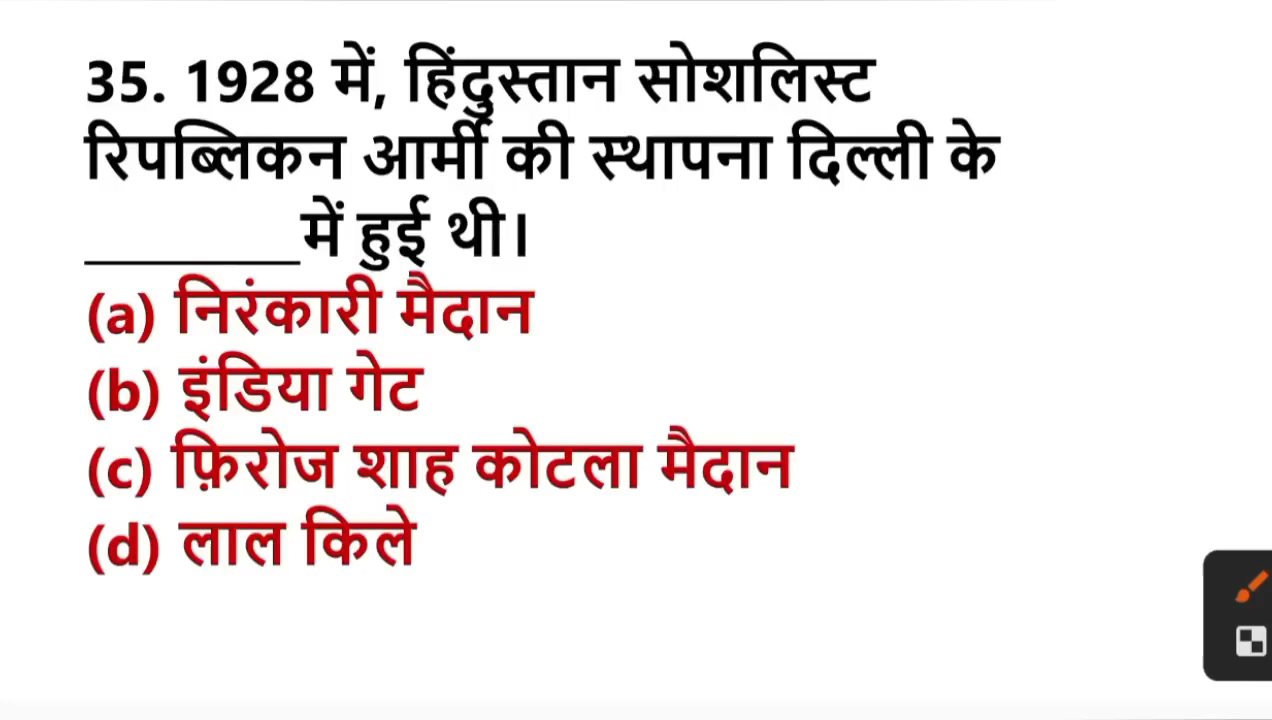 35. 1928 में, हिंदुस्तान सोशलिस्ट
रिपब्लिकन आर्मी की स्थापना दिल्ली के
________में हुई थी।
(a) निरंकारी मैदान
(b) इंडिया गेट
(c) फ़िरोज शाह कोटला मैदान
(d) लाल किले